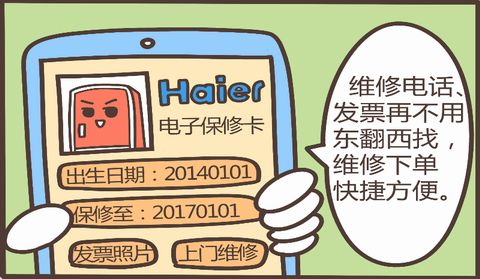 Haier
电子保修卡
出生日期：20140101
保修至：20170101
发票照片
上门维修
维修电话、
发票再不用
东翻西找，
维修下单
快捷方便。